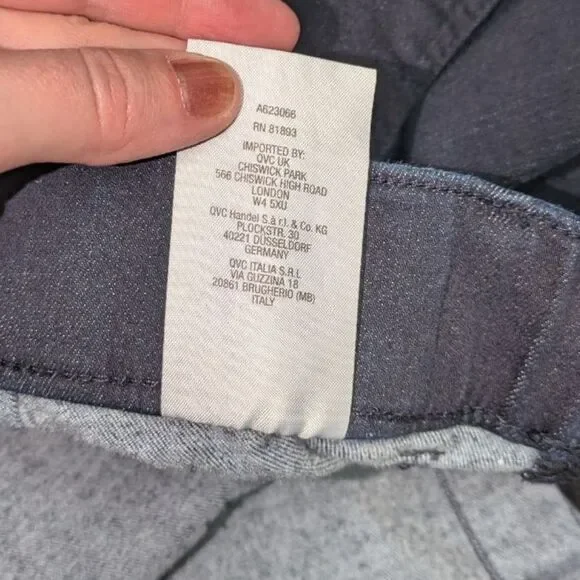 A623066
RN 81893
IMPORTED BY:
QVC UK
CHISWICK PARK
566 CHISWICK HIGH ROAD
LONDON
W4 5XU
QVC Handel S.à r.l. & Co. KG
PLOCKSTR. 30
40221 DÜSSELDORF
GERMANY
QVC ITALIA S.R.L
VIA GUZZINA 18
20861 BRUGHERIO (MB)
ITALY